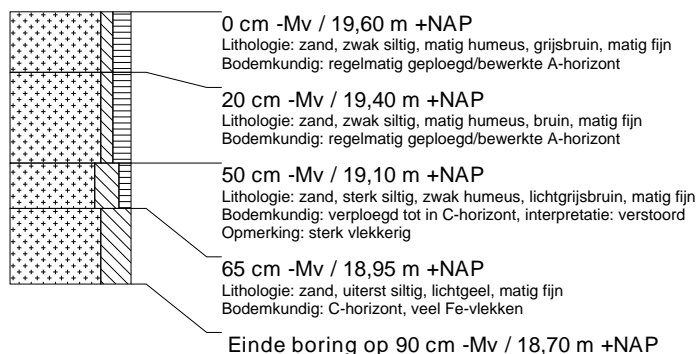 0 cm -Mv / 19,60 m +NAP
Lithologie: zand, zwak siltig, matig humeus, grijsbruin, matig fijn
Bodemkundig: regelmatig geploegd/bewerkte A-horizont
20 cm -Mv / 19,40 m +NAP
Lithologie: zand, zwak siltig, matig humeus, bruin, matig fijn
Bodemkundig: regelmatig geploegd/bewerkte A-horizont
50 cm -Mv / 19,10 m +NAP
Lithologie: zand, sterk siltig, zwak humeus, lichtgrijsbruin, matig fijn
Bodemkundig: verploegd tot in C-horizont, interpretatie: verstoord
Opmerking: sterk vlekkerig
65 cm -Mv / 18,95 m +NAP
Lithologie: zand, uiterst siltig, lichtgeel, matig fijn
Bodemkundig: C-horizont, veel Fe-vlekken
Einde boring op 90 cm -Mv / 18,70 m +NAP